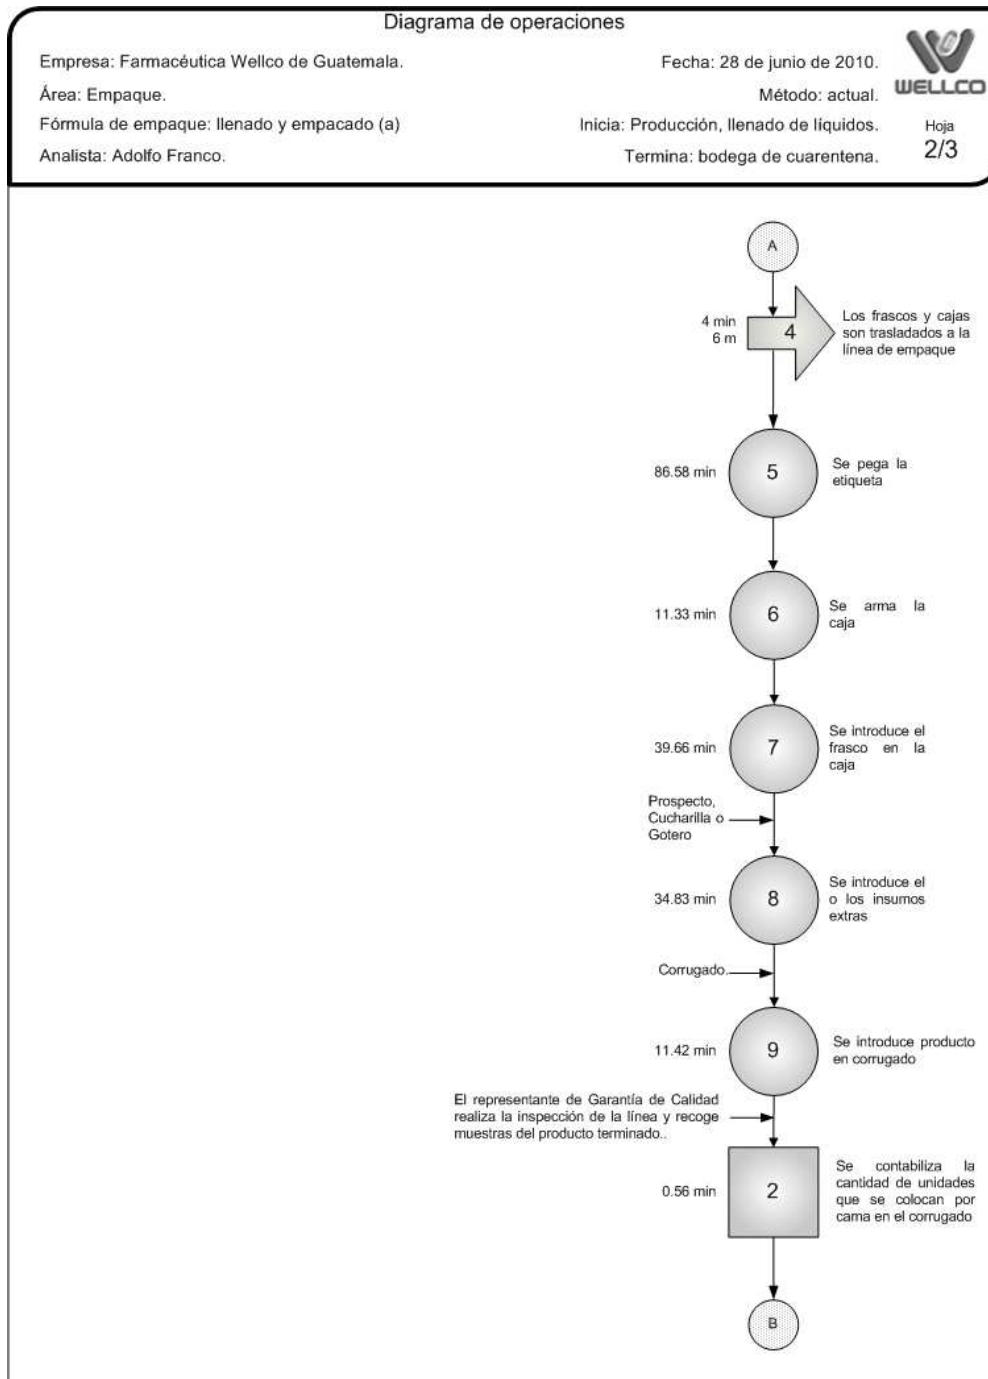 Diagrama de operaciones
Empresa: Farmacéutica Wellco de Guatemala.
Fecha: 28 de junio de 2010.
WELLCO
Área: Empaque.
Método: actual.
Fórmula de empaque: llenado y empacado (a)
Inicia: Producción, llenado de líquidos.
Hoja
2/3
Analista: Adolfo Franco.
Termina: bodega de cuarentena.
A
4 min
6 m
4
Los frascos y cajas
son trasladados a la
línea de empaque
86.58 min
5
Se pega la
etiqueta
11.33 min
6
Se arma la
caja
39.66 min
7
Se introduce el
frasco en la
caja
Prospecto,
Cucharilla o
Gotero
34.83 min
8
Se introduce el
o los insumos
extras
Corrugado.
11.42 min
9
Se introduce producto
en corrugado
El representante de Garantía de Calidad
realiza la inspección de la línea y recoge
muestras del producto terminado..
0.56 min
2
Se contabiliza la
cantidad de unidades
que se colocan por
cama en el corrugado
B